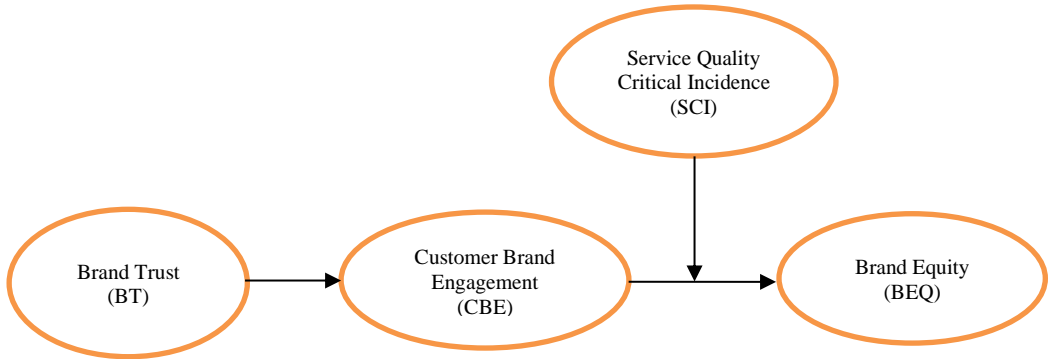 Service Quality
Critical Incidence
(SCI)
Brand Trust
(BT)
Customer Brand
Engagement
(CBE)
Brand Equity
(BEQ)